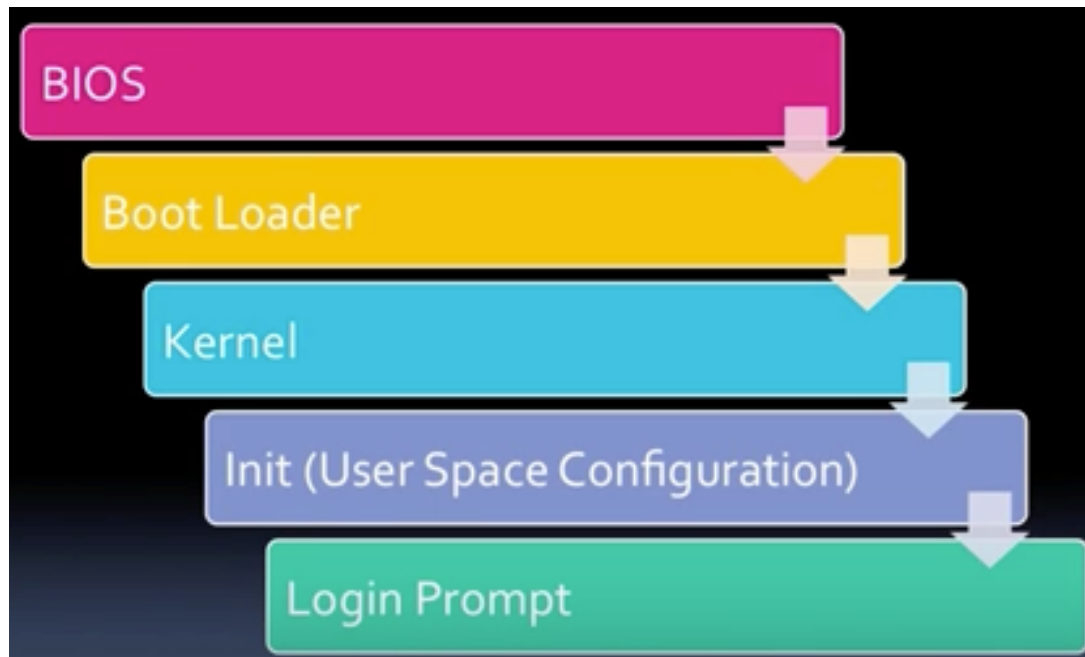 BIOS
Boot Loader
Kernel
Init (User Space Configuration)
Login Prompt